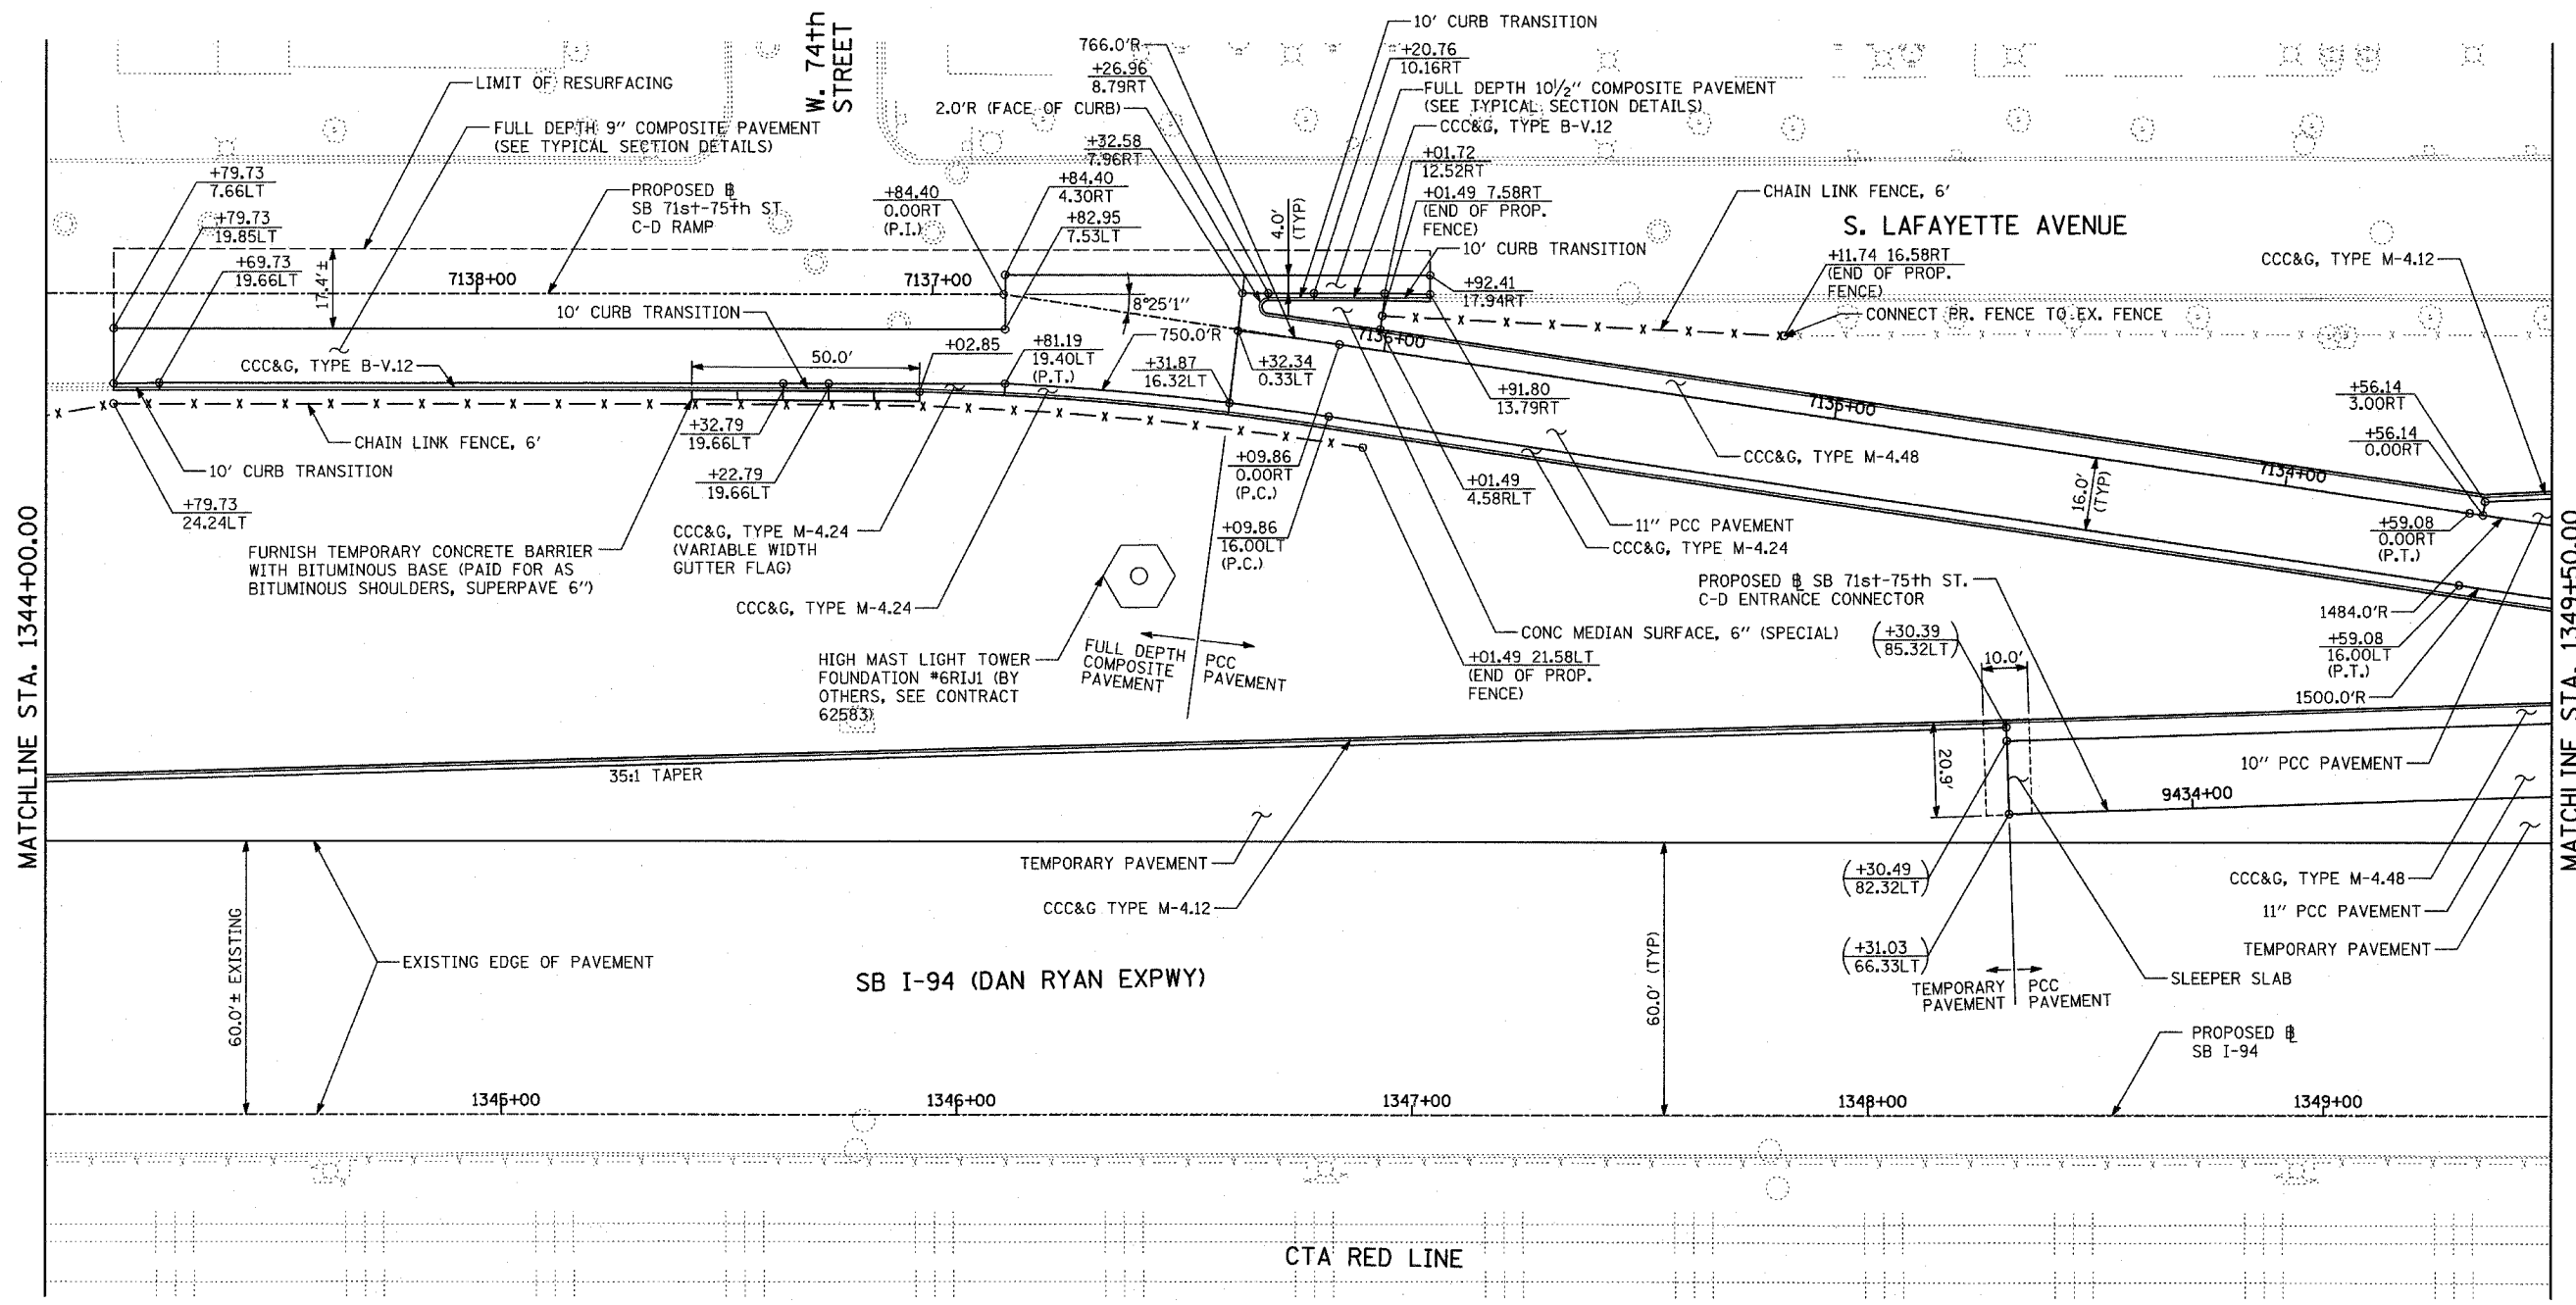 W. 74th
STREET
10' CURB TRANSITION
766.0'R
+20.76
10.16RT
+26.96
8.79RT
LIMIT OF RESURFACING
FULL DEPTH 10½" COMPOSITE PAVEMENT
(SEE TYPICAL SECTION DETAILS)
2.0'R (FACE OF CURB)
FULL DEPTH 9" COMPOSITE PAVEMENT
(SEE TYPICAL SECTION DETAILS)
CCC&G, TYPE B-V.12
+32.58
7.96RT
+01.72
12.52RT
+79.73
7.66LT
PROPOSED ⅊
SB 71st-75th ST.
C-D RAMP
+84.40
0.00RT
(P.I.)
+84.40
4.30RT
+01.49 7.58RT
(END OF PROP.
FENCE)
CHAIN LINK FENCE, 6'
4.0'
(TYP)
S. LAFAYETTE AVENUE
+79.73
19.85LT
+82.95
7.53LT
10' CURB TRANSITION
+11.74 16.58RT
(END OF PROP.
FENCE)
CCC&G, TYPE M-4.12
+69.73
19.66LT
17.4'±
7138+00
7137+00
8°25'1"
+92.41
17.94RT
10' CURB TRANSITION
CONNECT PR. FENCE TO EX. FENCE
750.0'R
7136+00
CCC&G, TYPE B-V.12
50.0'
+02.85
+81.19
19.40LT
(P.T.)
+31.87
16.32LT
+32.34
0.33LT
+91.80
13.79RT
7135+00
+56.14
3.00RT
+56.14
0.00RT
CHAIN LINK FENCE, 6'
+32.79
19.66LT
10' CURB TRANSITION
+22.79
19.66LT
+09.86
0.00RT
(P.C.)
+01.49
4.58RLT
CCC&G, TYPE M-4.48
7134+00
16.0'
(TYP)
+79.73
24.24LT
CCC&G, TYPE M-4.24
(VARIABLE WIDTH
GUTTER FLAG)
+09.86
16.00LT
(P.C.)
11" PCC PAVEMENT
CCC&G, TYPE M-4.24
+59.08
0.00RT
(P.T.)
FURNISH TEMPORARY CONCRETE BARRIER
WITH BITUMINOUS BASE (PAID FOR AS
BITUMINOUS SHOULDERS, SUPERPAVE 6")
CCC&G, TYPE M-4.24
PROPOSED ⅊ SB 71st-75th ST.
C-D ENTRANCE CONNECTOR
1484.0'R
HIGH MAST LIGHT TOWER
FOUNDATION #6RIJ1 (BY
OTHERS, SEE CONTRACT
62583)
FULL DEPTH
COMPOSITE
PAVEMENT
PCC
PAVEMENT
CONC MEDIAN SURFACE, 6" (SPECIAL)
+01.49 21.58LT
(END OF PROP.
FENCE)
(+30.39
85.32LT)
10.0'
+59.08
16.00LT
(P.T.)
1500.0'R
MATCHLINE STA. 1344+00.00
MATCHLINE STA. 1349+50.00
35:1 TAPER
20.9'
10" PCC PAVEMENT
9434+00
TEMPORARY PAVEMENT
CCC&G TYPE M-4.12
(+30.49
82.32LT)
CCC&G, TYPE M-4.48
11" PCC PAVEMENT
TEMPORARY PAVEMENT
60.0'± EXISTING
EXISTING EDGE OF PAVEMENT
SB I-94 (DAN RYAN EXPWY)
60.0' (TYP)
(+31.03
66.33LT)
TEMPORARY
PAVEMENT
PCC
PAVEMENT
SLEEPER SLAB
PROPOSED ⅊
SB I-94
1345+00
1346+00
1347+00
1348+00
1349+00
CTA RED LINE